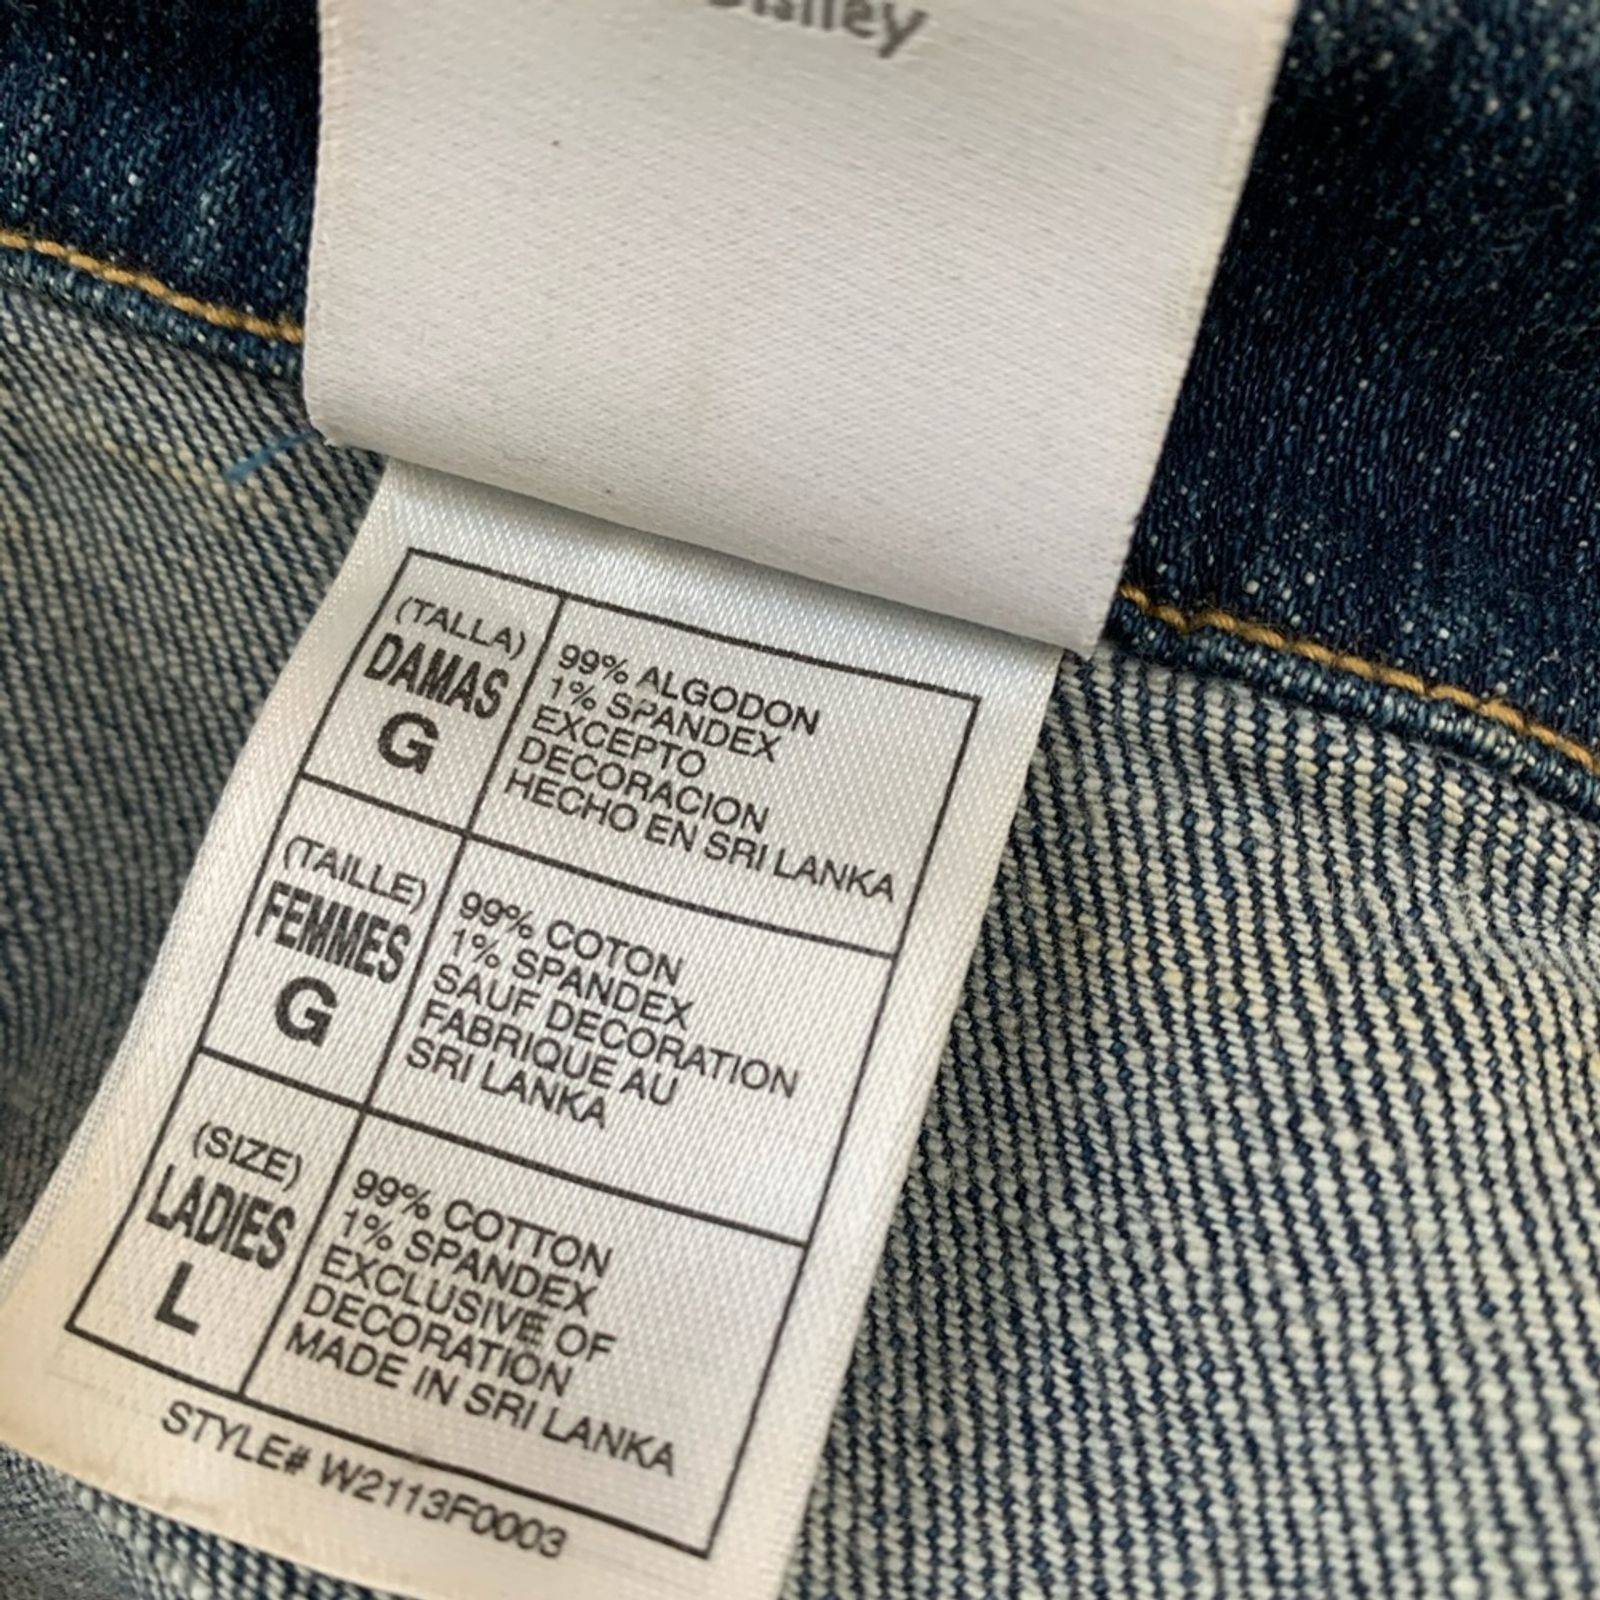 Disney
(TALLA)
DAMAS
G
99% ALGODON
1% SPANDEX
EXCEPTO
DECORACION
HECHO EN SRI LANKA
(TAILLE)
FEMMES
G
99% COTON
1% SPANDEX
SAUF DECORATION
FABRIQUE AU
SRI LANKA
(SIZE)
LADIES
L
99% COTTON
1% SPANDEX
EXCLUSIVE OF
DECORATION
MADE IN SRI LANKA
STYLE# W2113F0003